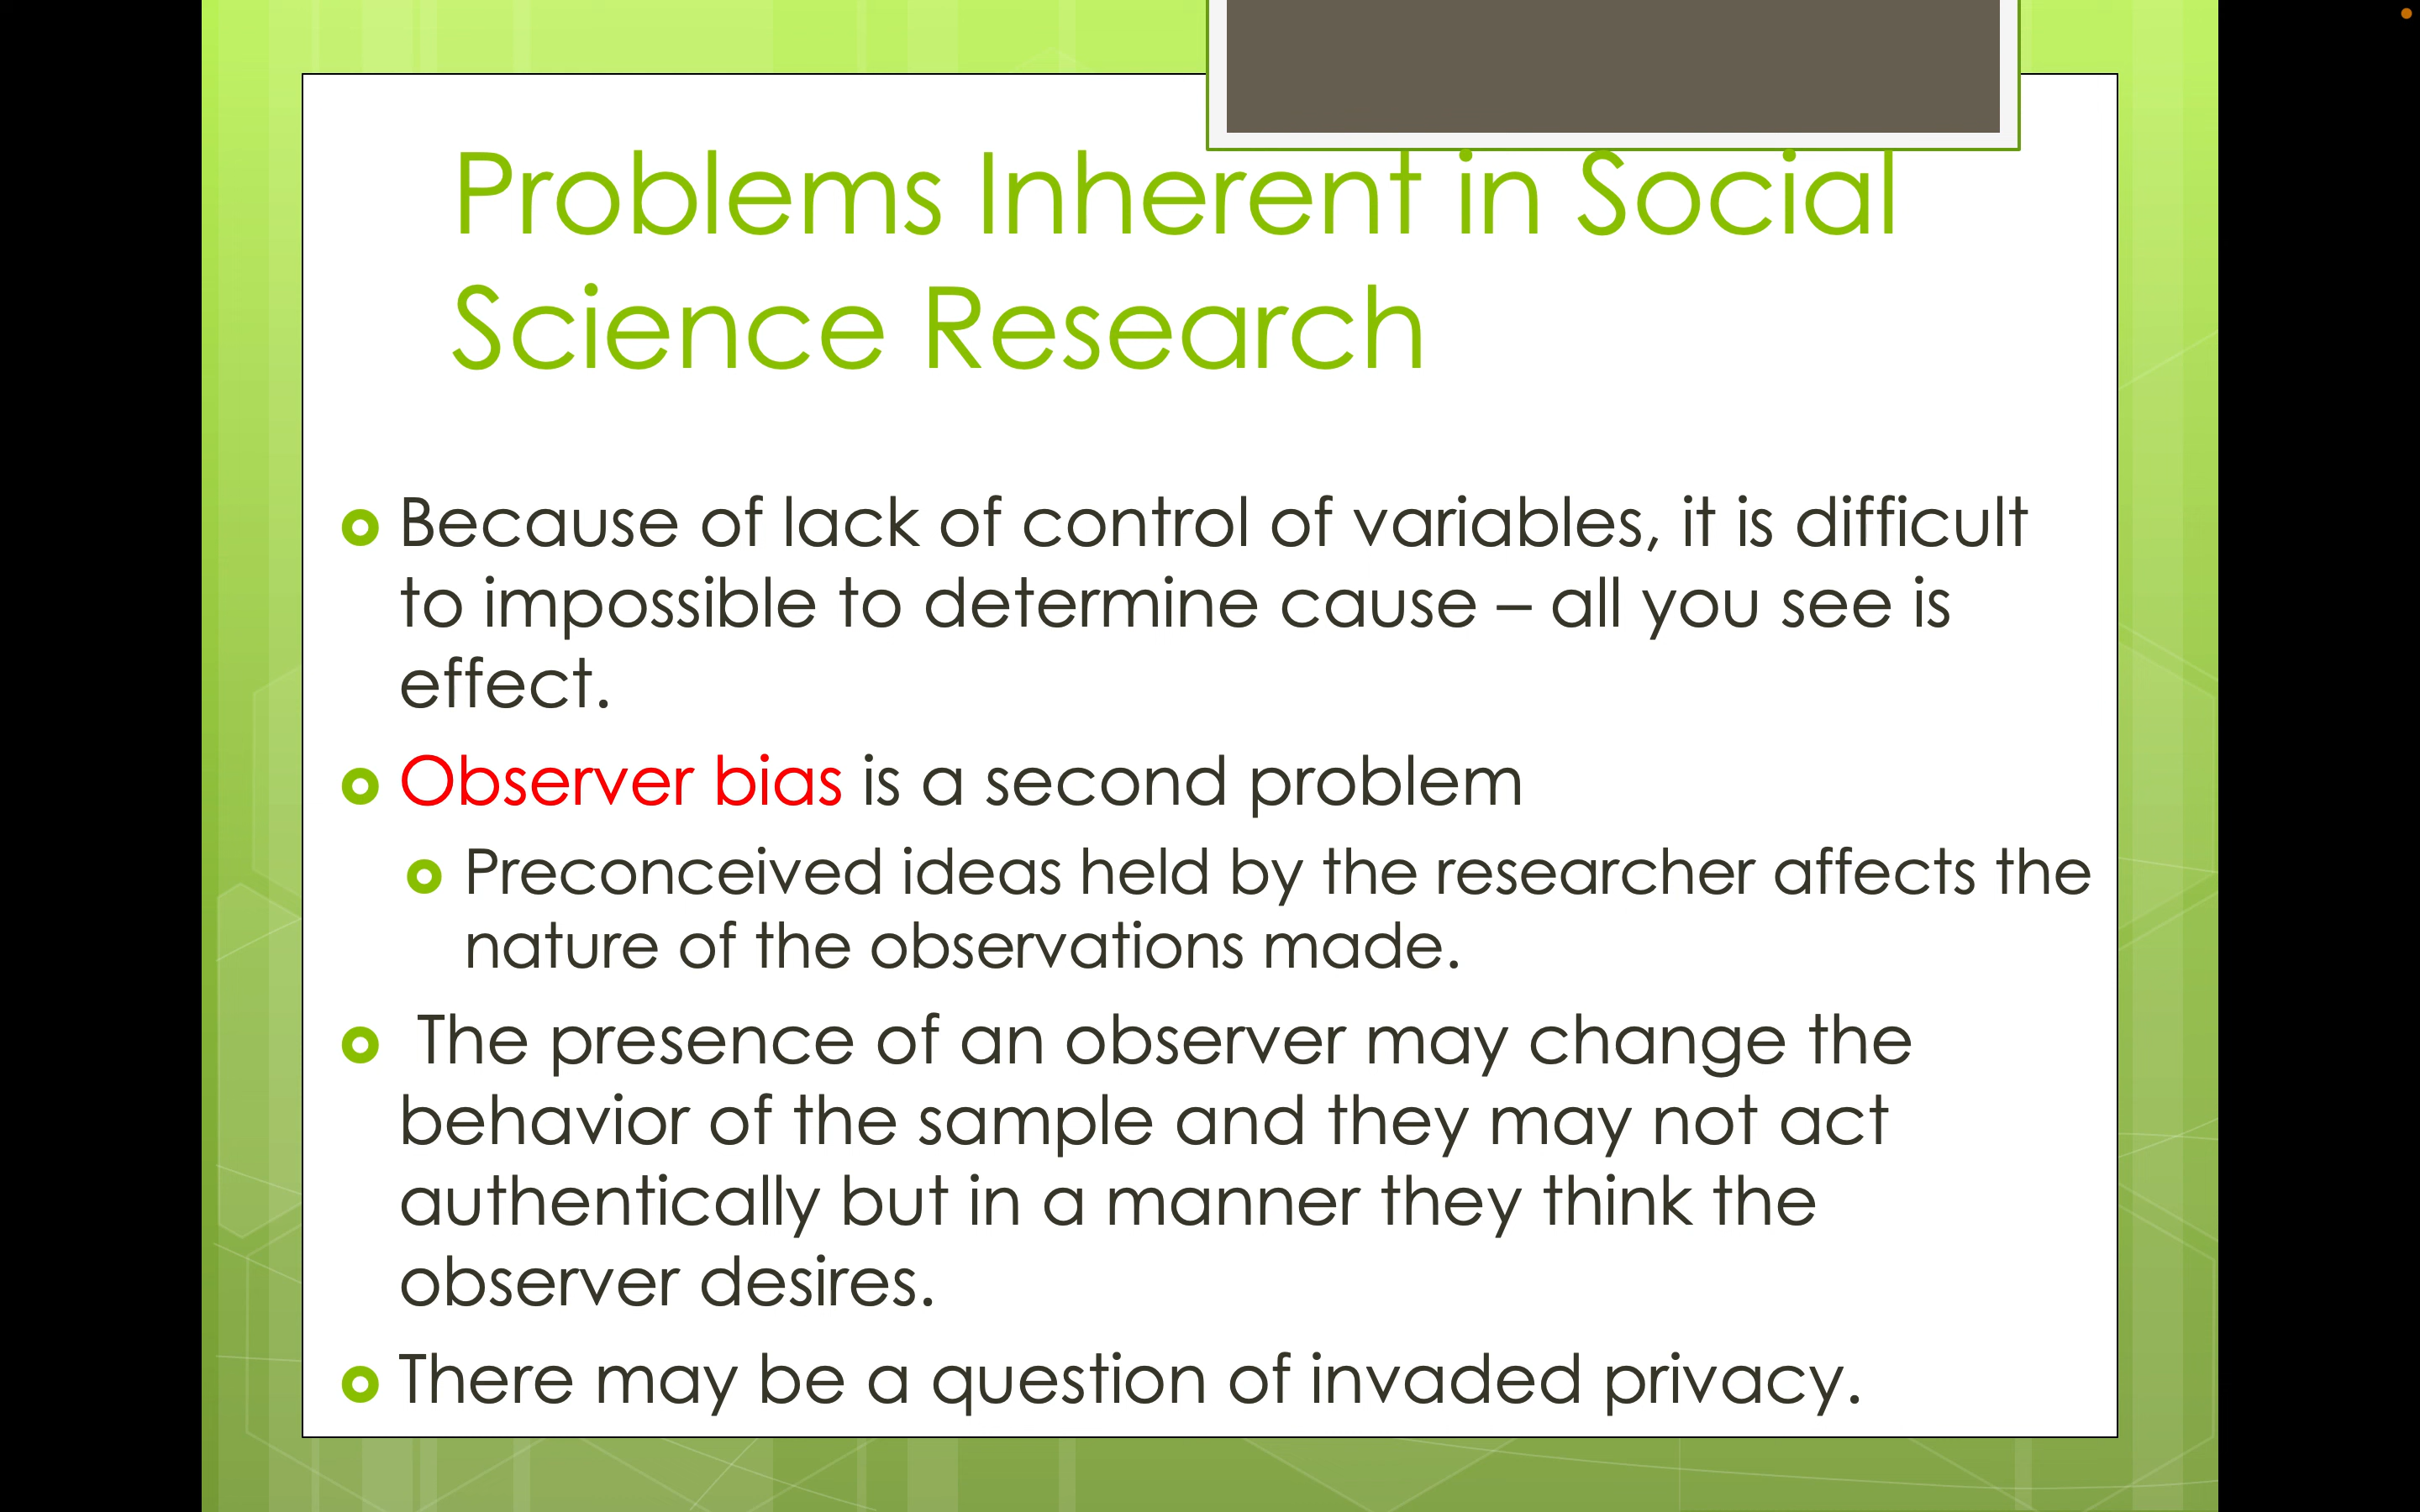 Problems Inherent in Social
Science Research
Because of lack of control of variables, it is difficult
to impossible to determine cause – all you see is
effect.
Observer bias is a second problem
Preconceived ideas held by the researcher affects the
nature of the observations made.
The presence of an observer may change the
behavior of the sample and they may not act
authentically but in a manner they think the
observer desires.
There may be a question of invaded privacy.